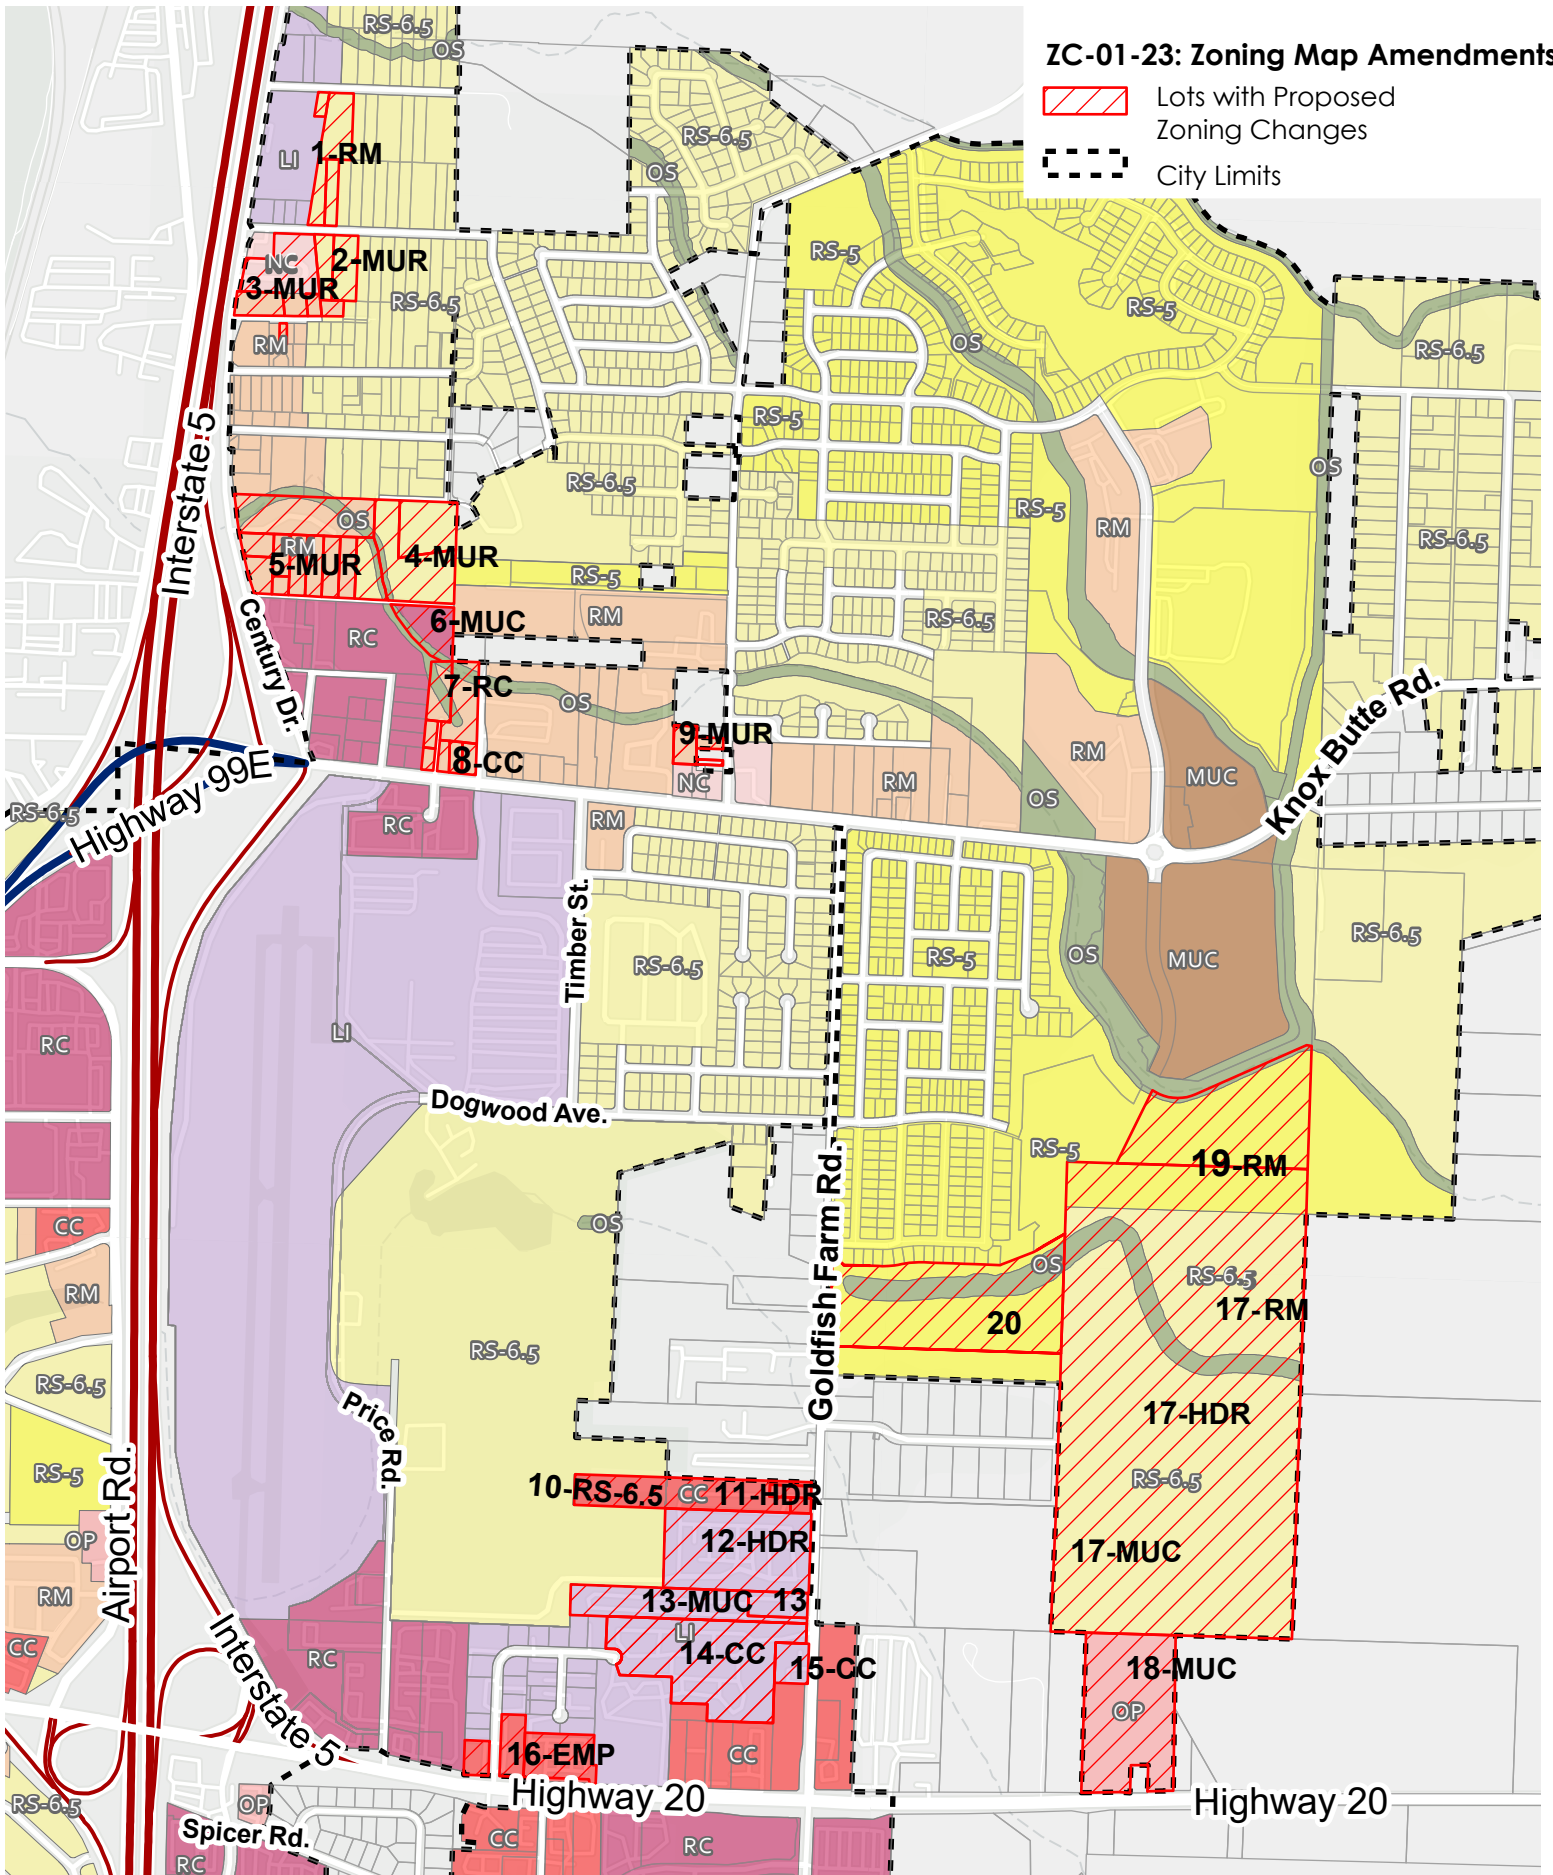 ZC-01-23: Zoning Map Amendments
Lots with Proposed
Zoning Changes
City Limits
RS-6.5
OS
RS-6.5
LI
1-RM
OS
RS-5
RS-5
NC
2-MUR
3-MUR
RS-6.5
RM
OS
RS-6.5
RS-5
Interstate 5
RS-6.5
OS
RS-5
RM
RS-6.5
OS
RM
5-MUR
4-MUR
RS-5
RM
RS-6.5
Century Dr.
RC
6-MUC
7-RC
OS
9-MUR
RM
MUC
Knox Butte Rd.
8-CC
NC
RM
OS
Highway 99E
RS-6.5
RC
RM
Timber St.
RS-6.5
RS-5
OS
MUC
RS-6.5
RC
LI
Dogwood Ave.
RS-5
19-RM
Goldfish Farm Rd.
CC
OS
OS
RS-6.5
17-RM
RM
20
RS-6.5
RS-6.5
Price Rd.
17-HDR
RS-5
Airport Rd.
10-RS-6.5
CC
11-HDR
RS-6.5
OP
12-HDR
17-MUC
RM
13-MUC
13
LI
CC
RC
14-CC
15-CC
18-MUC
OP
Interstate 5
16-EMP
CC
Highway 20
Highway 20
RS-6.5
OP
Spicer Rd.
CC
RC
RC